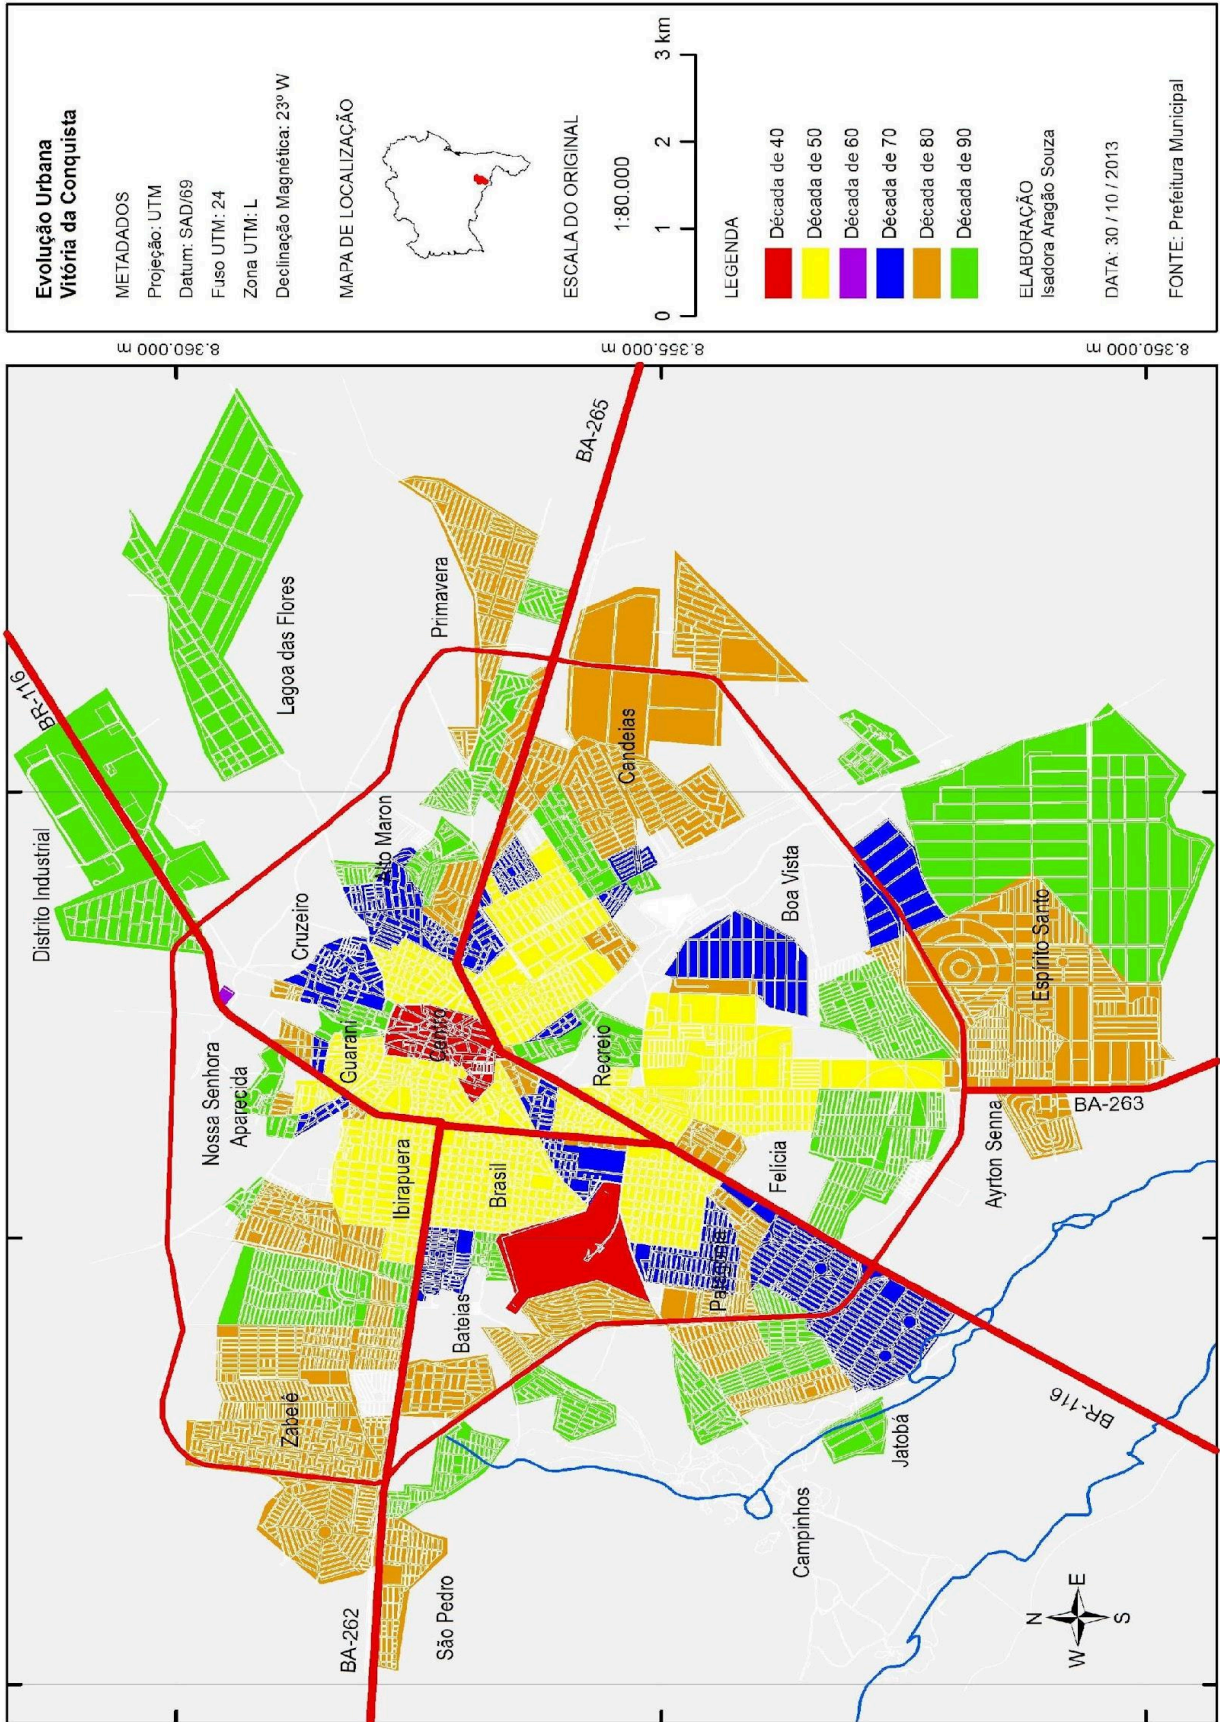 Evolução Urbana
Vitória da Conquista
METADADOS
Projeção: UTM
Datum: SAD/69
Fuso UTM: 24
Zona UTM: L
Declinação Magnética: 23º W
MAPA DE LOCALIZAÇÃO
ESCALA DO ORIGINAL
1:80.000
0 1 2 3 km
LEGENDA
Década de 40
Década de 50
Década de 60
Década de 70
Década de 80
Década de 90
ELABORAÇÃO
Isadora Aragão Souza
DATA: 30 / 10 / 2013
FONTE: Prefeitura Municipal
8.360.000 m
8.355.000 m
8.350.000 m
BR-116
Distrito Industrial
Lagoa das Flores
Primavera
BA-265
Cruzeiro
Alto Maron
Candeias
Nossa Senhora
Aparecida
Guarani
Centro
Recreio
Boa Vista
Espírito Santo
Ibirapuera
Brasil
Felícia
Ayrton Senna
BA-263
Zabelê
Bateias
Patagônia
Jatobá
BR-116
BA-262
São Pedro
Campinhos
N
W E
S